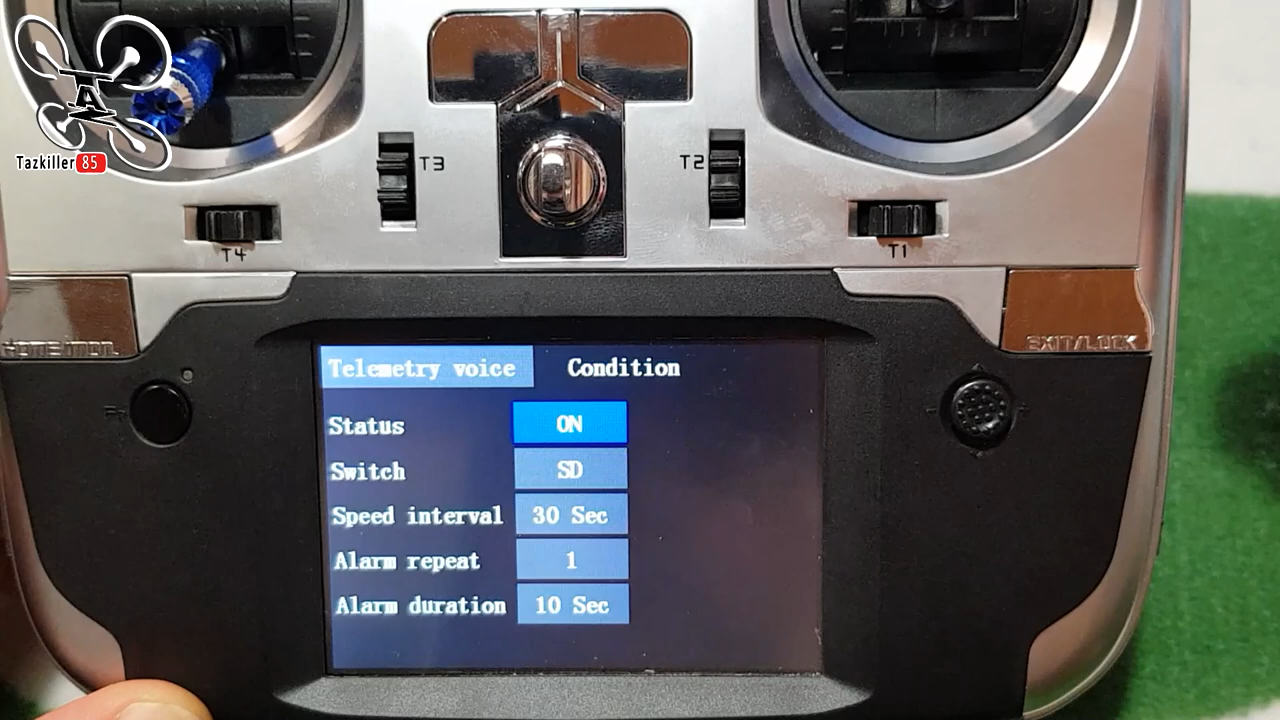 A
Tazkiller 85
T3
T2
T4
T1
EXIT/LOCK
Telemetry voice
Condition
Status
ON
Switch
SD
Speed interval
30 Sec
Alarm repeat
1
Alarm duration
10 Sec